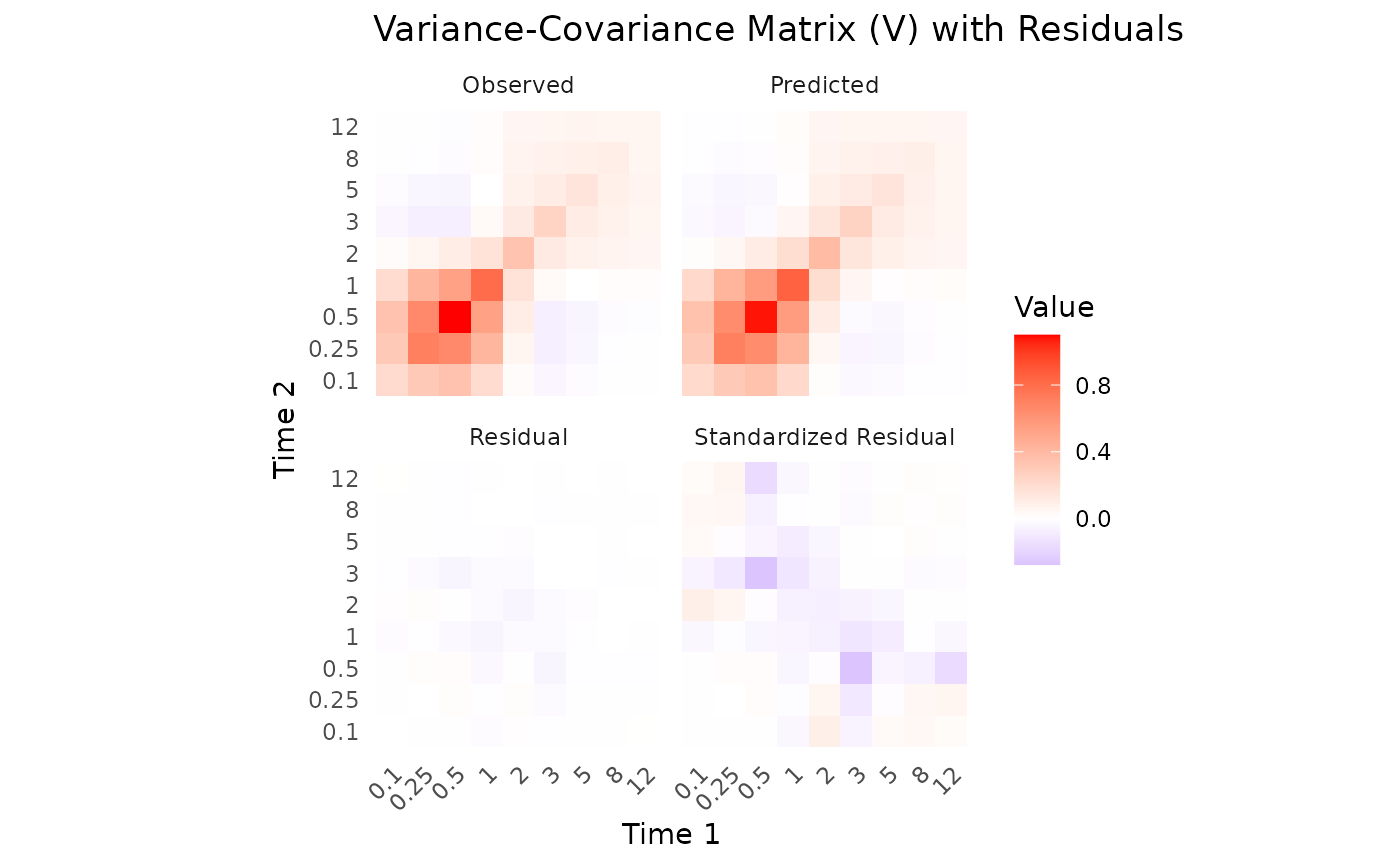 Variance-Covariance Matrix (V) with Residuals
Observed
Predicted
12
8
5
3
2
1
0.5
0.25
0.1
Residual
Standardized Residual
12
8
5
3
2
1
0.5
0.25
0.1
0.1 0.25 0.5 1 2 3 5 8 12
0.1 0.25 0.5 1 2 3 5 8 12
Time 1
Time 2
Value
0.8
0.4
0.0